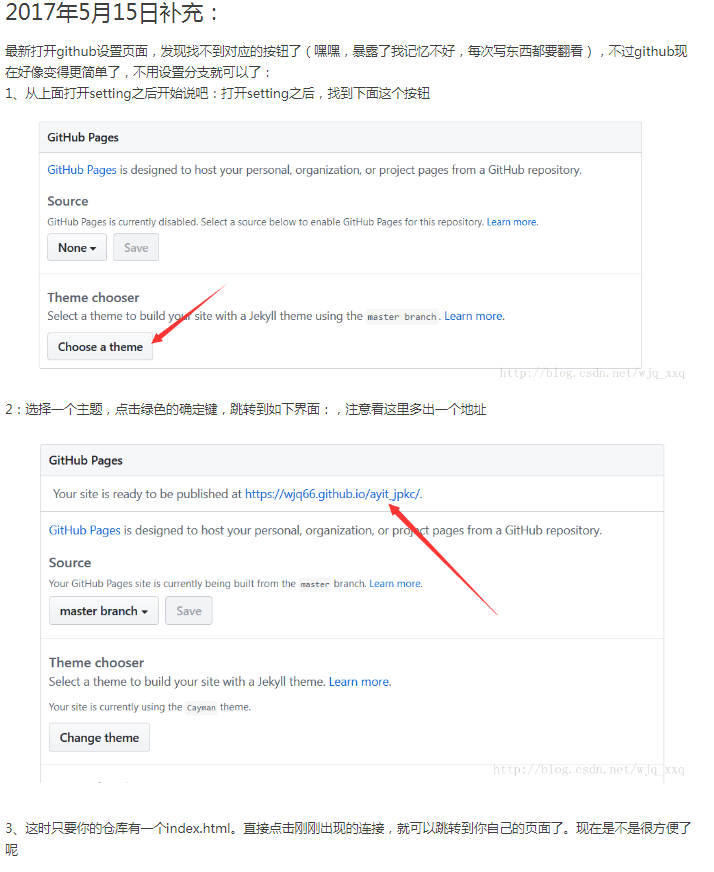 2017年5月15日补充：
最新打开github设置页面，发现找不到对应的按钮了（嘿嘿，暴露了我记忆不好，每次写东西都要翻看），不过github现
在好像变得更简单了，不用设置分支就可以了：
1、从上面打开setting之后开始说吧：打开setting之后，找到下面这个按钮
GitHub Pages
GitHub Pages is designed to host your personal, organization, or project pages from a GitHub repository.
Source
GitHub Pages is currently disabled. Select a source below to enable GitHub Pages for this repository. Learn more.
None Save
Theme chooser
Select a theme to build your site with a Jekyll theme using the master branch. Learn more.
Choose a theme
http://blog.csdn.net/wjq_xxq
2：选择一个主题，点击绿色的确定键，跳转到如下界面：，注意看这里多出一个地址
GitHub Pages
Your site is ready to be published at https://wjq66.github.io/ayit_jpkc/.
GitHub Pages is designed to host your personal, organization, or project pages from a GitHub repository.
Source
Your GitHub Pages site is currently being built from the master branch. Learn more.
master branch Save
Theme chooser
Select a theme to build your site with a Jekyll theme. Learn more.
Your site is currently using the Cayman theme.
Change theme
http://blog.csdn.net/wjq_xxq
3、这时只要你的仓库有一个index.html。直接点击刚刚出现的连接，就可以跳转到你自己的页面了。现在是不是很方便了
呢